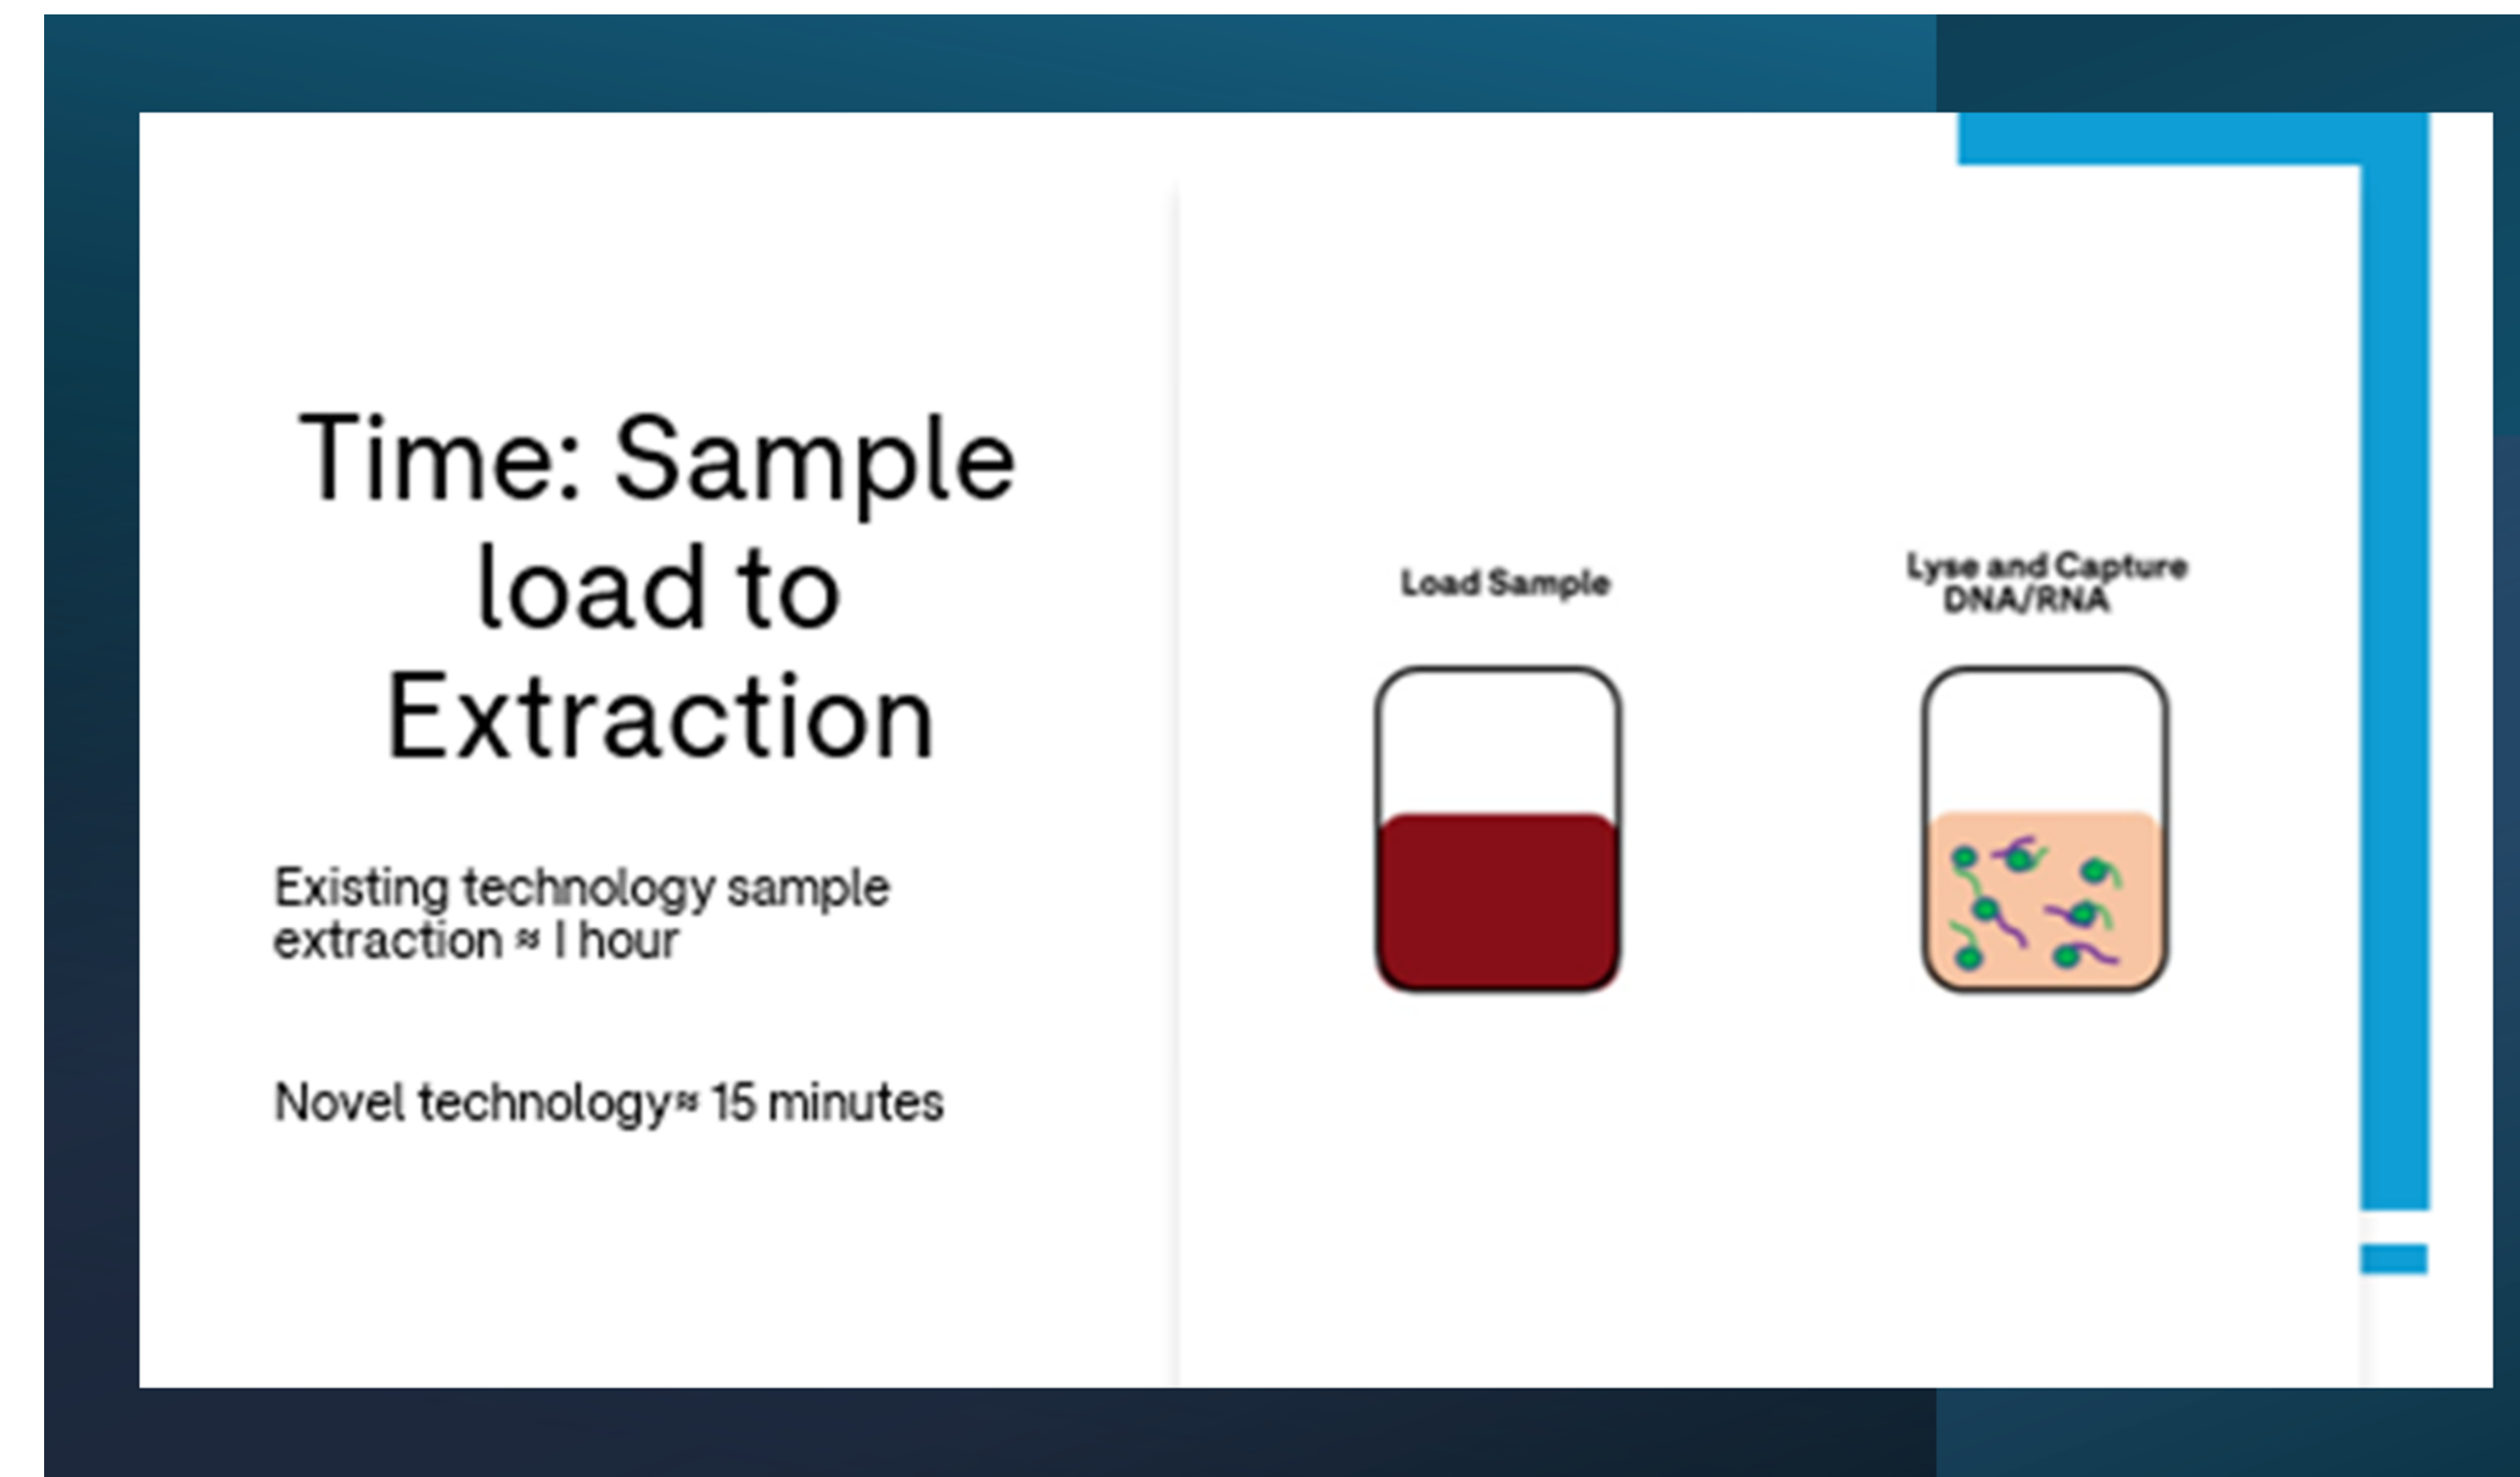 Time: Sample
load to
Extraction
Existing technology sample
extraction ≈ 1 hour
Novel technology≈ 15 minutes
Load Sample
Lyse and Capture
DNA/RNA